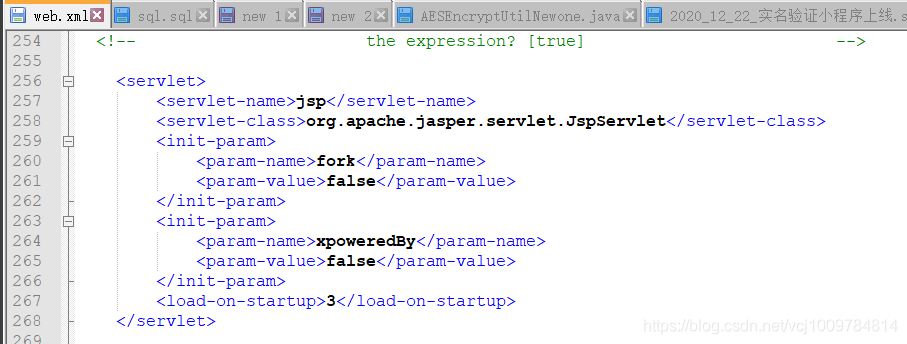 web.xml sql.sql new 1 new 2 AESEncryptUtilNewone.java 2020_12_22_实名验证小程序上线.s
254 <!-- the expression? [true] -->
255
256 <servlet>
257 <servlet-name>jsp</servlet-name>
258 <servlet-class>org.apache.jasper.servlet.JspServlet</servlet-class>
259 <init-param>
260 <param-name>fork</param-name>
261 <param-value>false</param-value>
262 </init-param>
263 <init-param>
264 <param-name>xpoweredBy</param-name>
265 <param-value>false</param-value>
266 </init-param>
267 <load-on-startup>3</load-on-startup>
268 </servlet>
269
https://blog.csdn.net/vcj1009784814